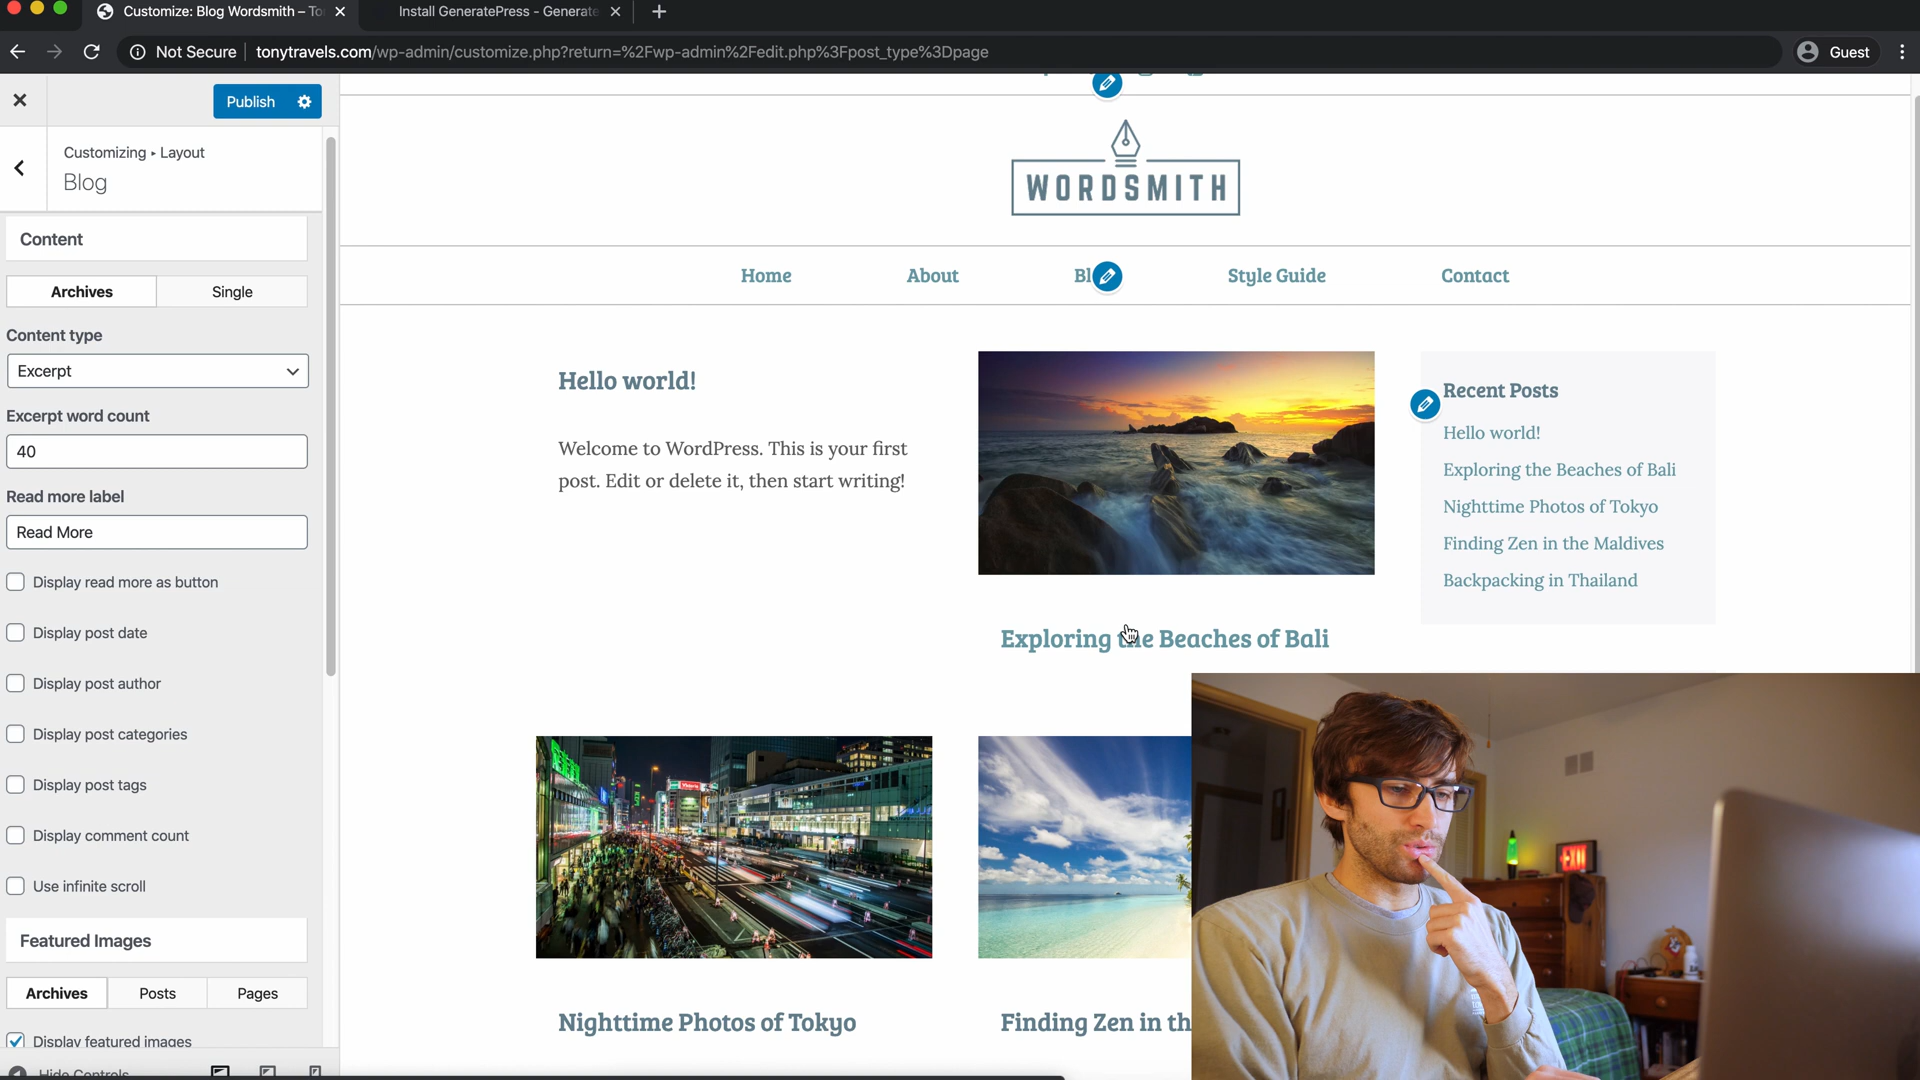 Customize: Blog Wordsmith – To
Install GeneratePress - Generate
Not Secure
tonytravels.com/wp-admin/customize.php?return=%2Fwp-admin%2Fedit.php%3Fpost_type%3Dpage
Guest
Publish
Customizing ▸ Layout
Blog
Content
Archives
Single
Content type
Excerpt
Excerpt word count
40
Read more label
Read More
Display read more as button
Display post date
Display post author
Display post categories
Display post tags
Display comment count
Use infinite scroll
Featured Images
Archives
Posts
Pages
Display featured images
Hide Controls
WORDSMITH
Home
About
Bl
Style Guide
Contact
Hello world!
Welcome to WordPress. This is your first
post. Edit or delete it, then start writing!
Exploring the Beaches of Bali
Recent Posts
Hello world!
Exploring the Beaches of Bali
Nighttime Photos of Tokyo
Finding Zen in the Maldives
Backpacking in Thailand
Nighttime Photos of Tokyo
Finding Zen in th
EXIT